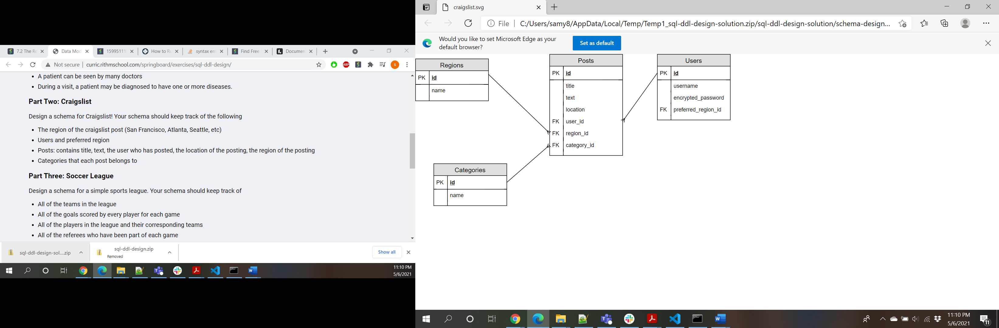 7.2 The Re
Data Mod
15995111
How to Ru
syntax err
Find Free
Documen
Not secure | curric.rithmschool.com/springboard/exercises/sql-ddl-design/
ABP
S
A patient can be seen by many doctors
During a visit, a patient may be diagnosed to have one or more diseases.
Part Two: Craigslist
Design a schema for Craigslist! Your schema should keep track of the following
The region of the craigslist post (San Francisco, Atlanta, Seattle, etc)
Users and preferred region
Posts: contains title, text, the user who has posted, the location of the posting, the region of the posting
Categories that each post belongs to
Part Three: Soccer League
Design a schema for a simple sports league. Your schema should keep track of
All of the teams in the league
All of the goals scored by every player for each game
All of the players in the league and their corresponding teams
All of the referees who have been part of each game
sql-ddl-design-sol....zip
sql-ddl-design.zip
Removed
Show all
11:10 PM
5/6/2021
craigslist.svg
File | C:/Users/samy8/AppData/Local/Temp/Temp1_sql-ddl-design-solution.zip/sql-ddl-design-solution/schema-design...
Would you like to set Microsoft Edge as your
default browser?
Set as default
Regions
PK id
name
Posts
PK id
title
text
location
FK user_id
FK region_id
FK category_id
Users
PK id
username
encrypted_password
FK preferred_region_id
Categories
PK id
name
11:10 PM
5/6/2021
11